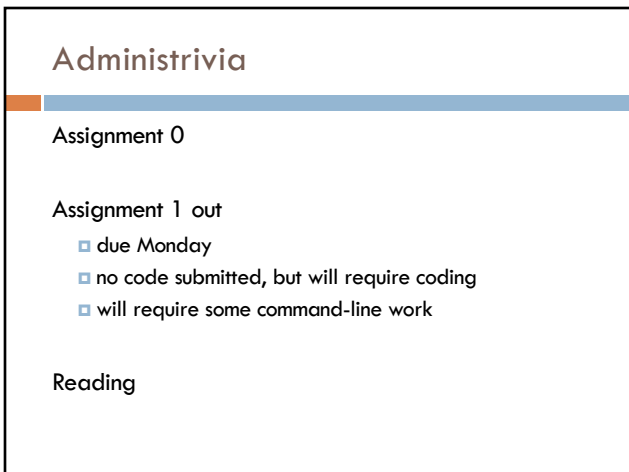 Administrivia
Assignment 0
Assignment 1 out
due Monday
no code submitted, but will require coding
will require some command-line work
Reading